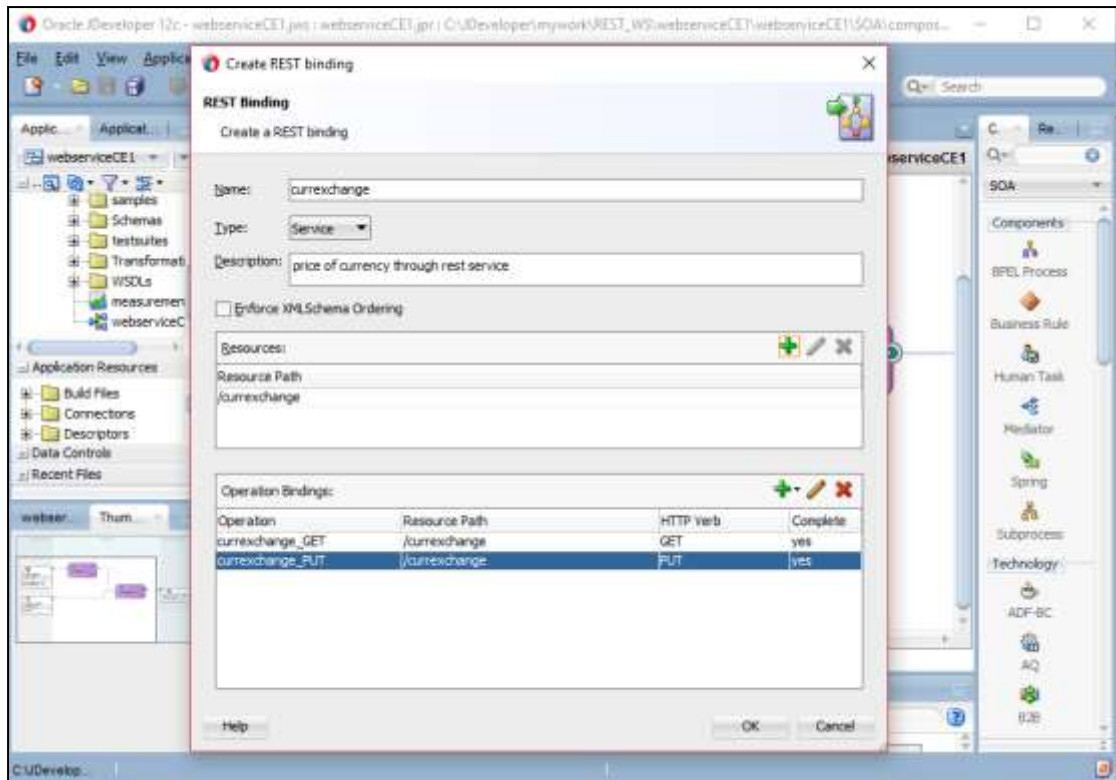 Oracle JDeveloper 12c - webserviceCE1.jws : webserviceCE1.jpr : C:\JDeveloper\mywork\REST_WS\webserviceCE1\webserviceCE1\SOA\compos...
File Edit View Applica
Search
Create REST binding
REST Binding
Create a REST binding
Applic... Applicat...
webserviceCE1
samples
Schemas
testsuites
Transformati
WSDLs
measuremen
webserviceC
Application Resources
Build Files
Connections
Descriptors
Data Controls
Recent Files
webser... Thum...
Name: currexchange
Type: Service
Description: price of currency through rest service
Enforce XMLSchema Ordering
Resources:
Resource Path
/currexchange
Operation Bindings:
Operation Resource Path HTTP Verb Complete
currexchange_GET /currexchange GET yes
currexchange_PUT /currexchange PUT yes
Help OK Cancel
serviceCE1
C... Re...
SOA
Components
BPEL Process
Business Rule
Human Task
Mediator
Spring
Subprocess
Technology
ADF-BC
AQ
B2B
C:\JDevelop...